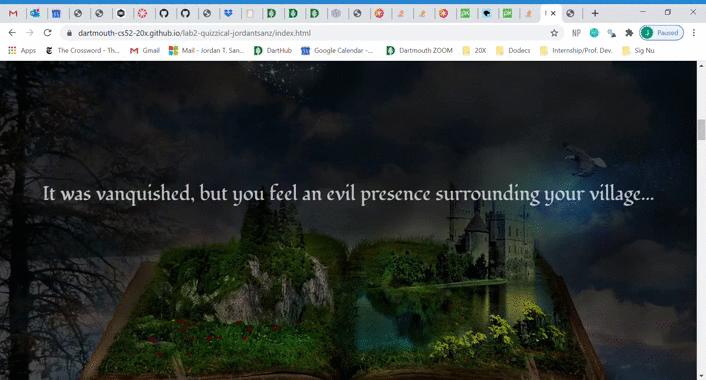 dartmouth-cs52-20x.github.io/lab2-quizzical-jordantsanz/index.html
NP
J Paused
Apps
The Crossword - Th...
Gmail
Mail - Jordan T. San...
DartHub
Google Calendar -...
Dartmouth ZOOM
20X
Dodecs
Internship/Prof. Dev.
Sig Nu
It was vanquished, but you feel an evil presence surrounding your village...